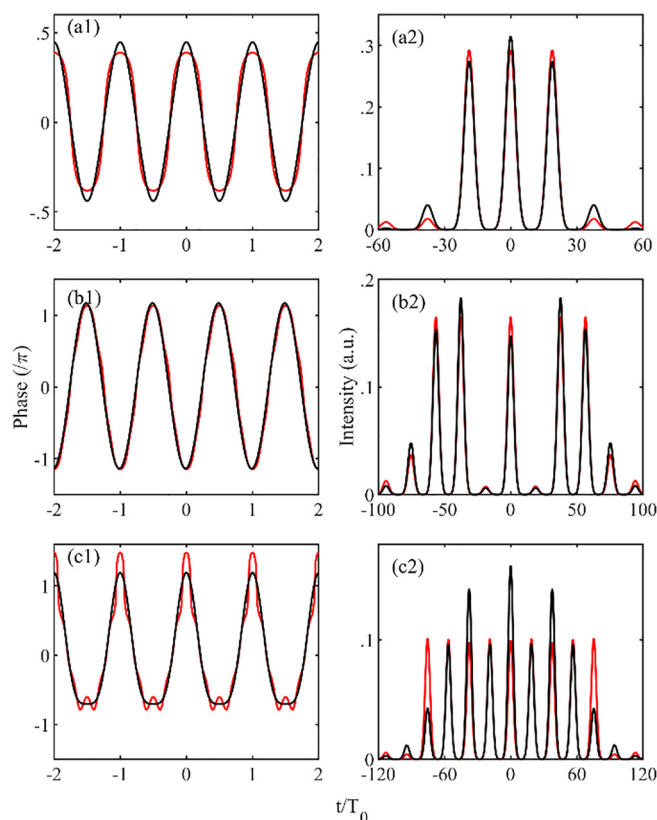 (a1)
.5
0
-.5
-2 -1 0 1 2
(a2)
.3
.2
.1
0
-60 -30 0 30 60
(b1)
1
0
-1
-2 -1 0 1 2
Phase (/π)
(b2)
.2
.1
0
-100 -50 0 50 100
Intensity (a.u.)
(c1)
1
0
-1
-2 -1 0 1 2
(c2)
.1
0
-120 -60 0 60 120
t/T0